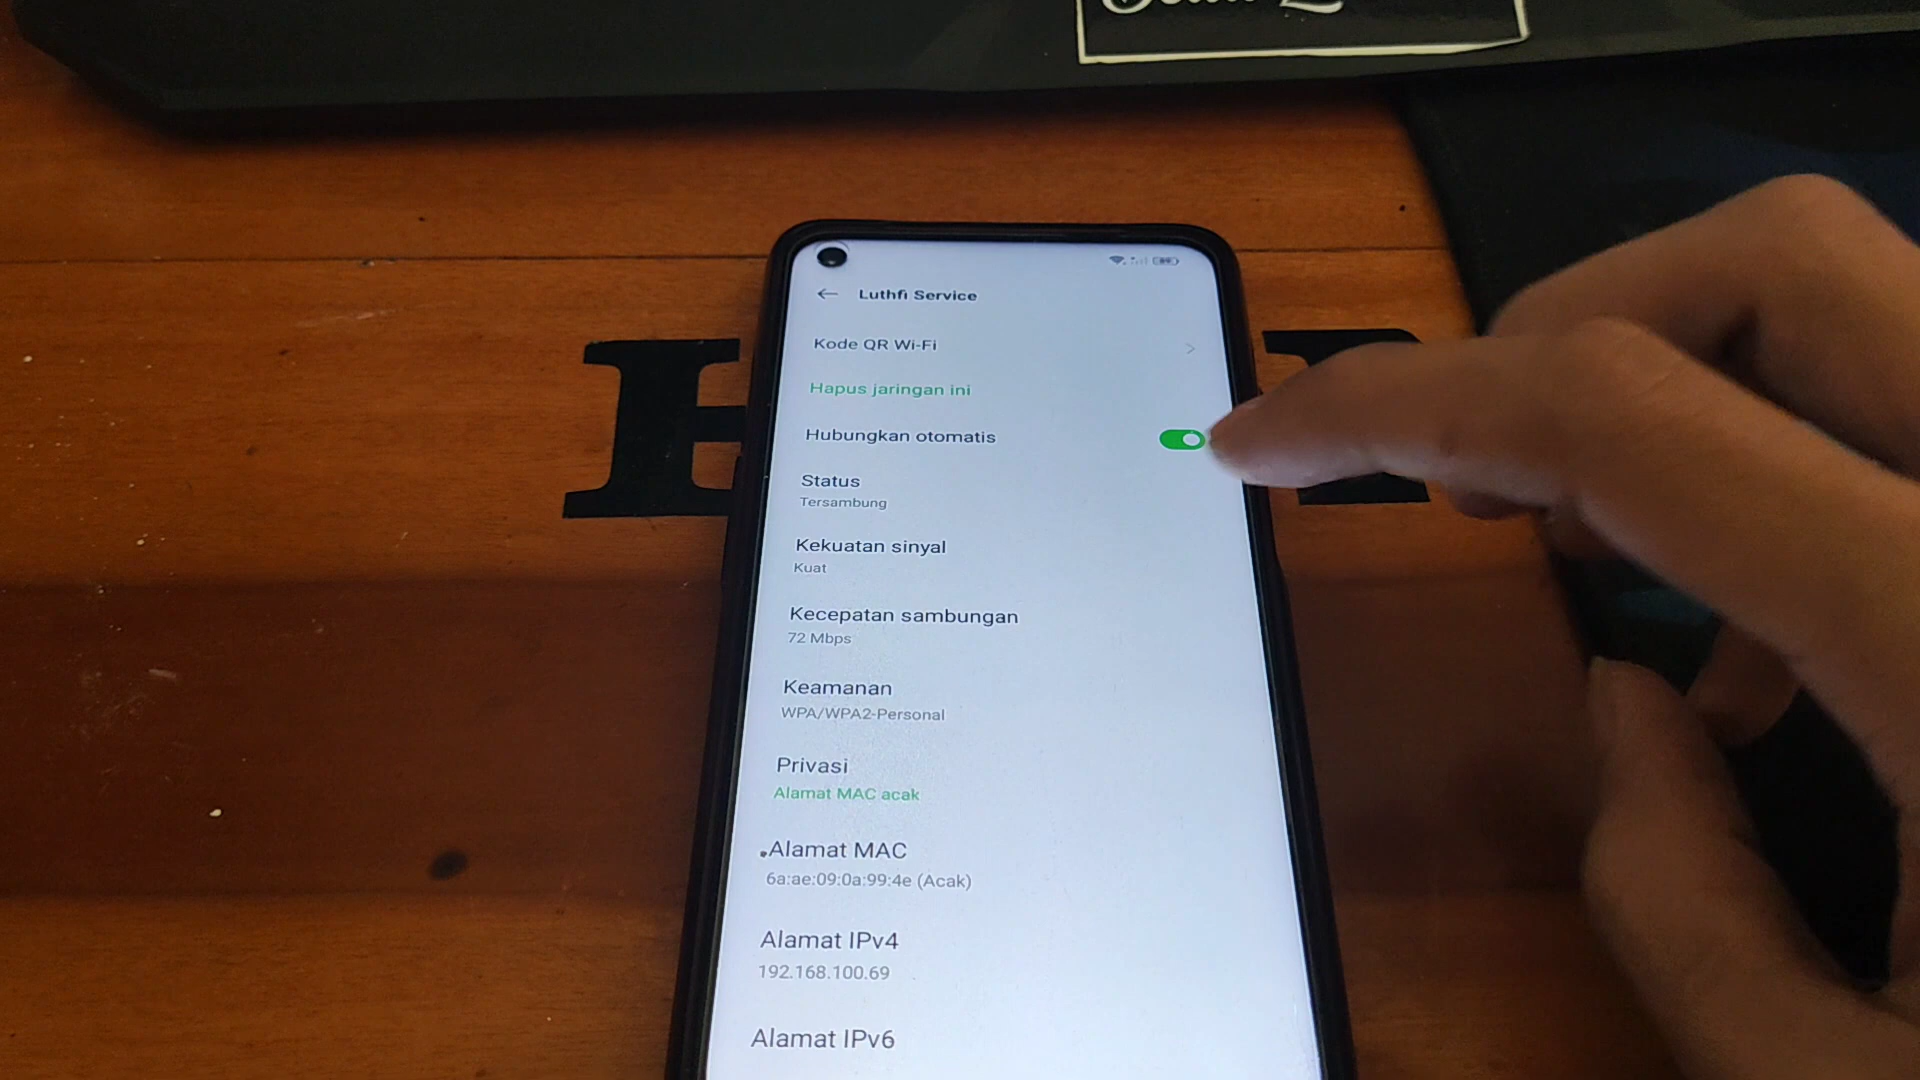 Luthfi Service
Kode QR Wi-Fi
Hapus jaringan ini
Hubungkan otomatis
Status
Tersambung
Kekuatan sinyal
Kuat
Kecepatan sambungan
72 Mbps
Keamanan
WPA/WPA2-Personal
Privasi
Alamat MAC acak
Alamat MAC
6a:ae:09:0a:99:4e (Acak)
Alamat IPv4
192.168.100.69
Alamat IPv6